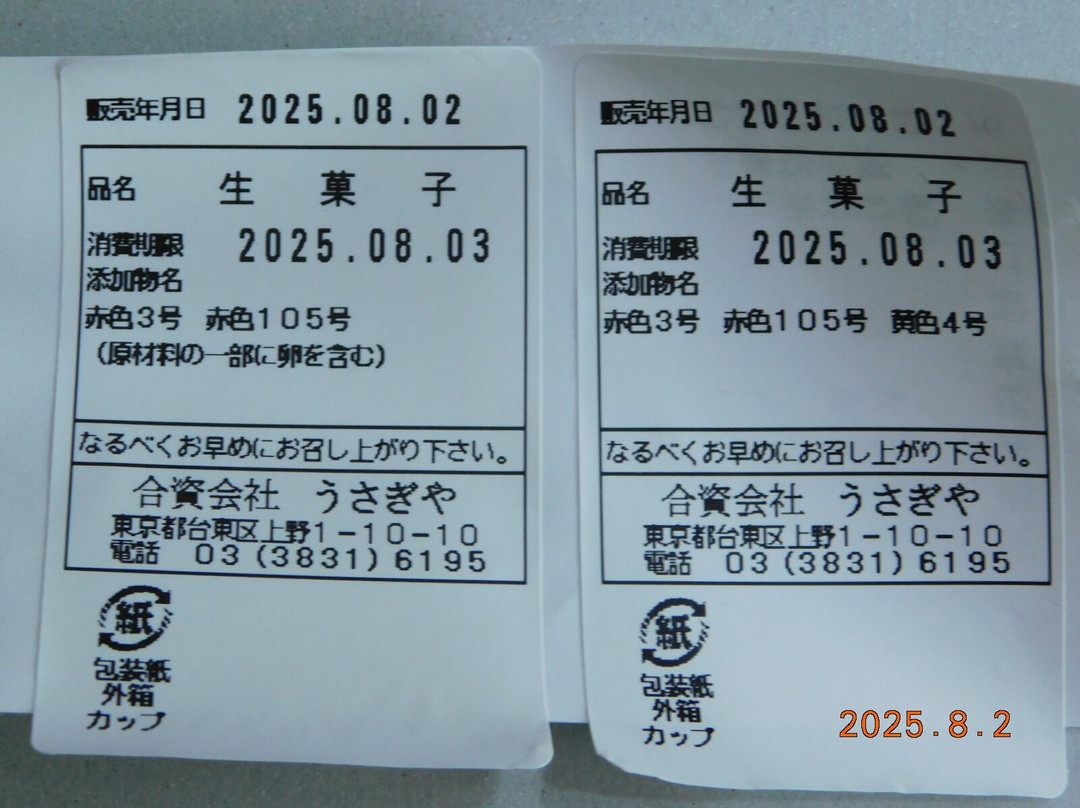 販売年月日 2025.08.02
品名 生菓子
消費期限 2025.08.03
添加物名
赤色3号 赤色105号
(原材料の一部に卵を含む)
なるべくお早めにお召し上がり下さい。
合資会社 うさぎや
東京都台東区上野1-10-10
電話 03(3831)6195
紙
包装紙
外箱
カップ
販売年月日 2025.08.02
品名 生菓子
消費期限 2025.08.03
添加物名
赤色3号 赤色105号 黄色4号
なるべくお早めにお召し上がり下さい。
合資会社 うさぎや
東京都台東区上野1-10-10
電話 03(3831)6195
紙
包装紙
外箱
カップ
2025.8.2